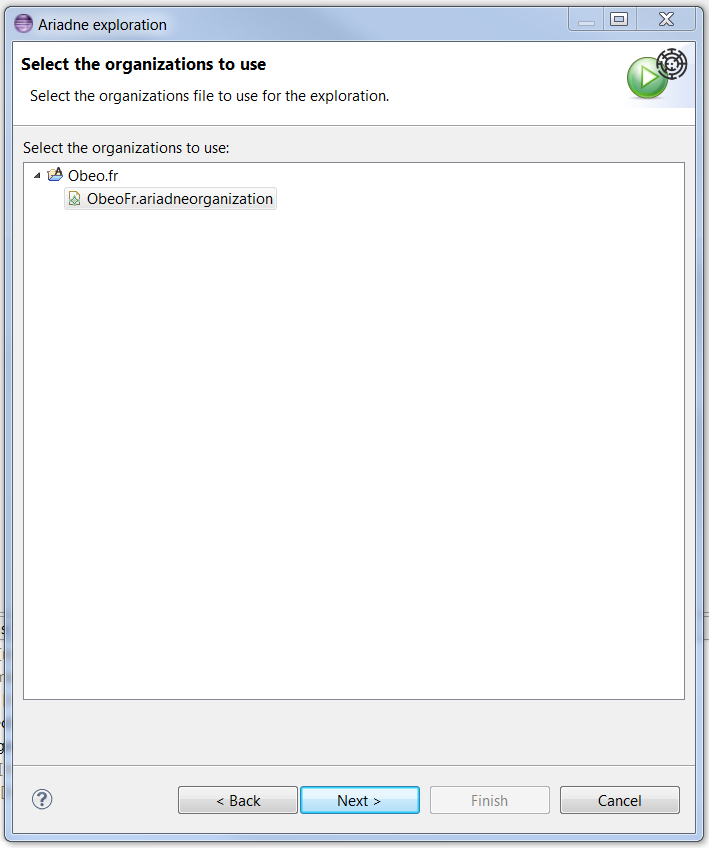 Ariadne exploration
Select the organizations to use
Select the organizations file to use for the exploration.
Select the organizations to use:
Obeo.fr
ObeoFr.ariadneorganization
< Back Next > Finish Cancel